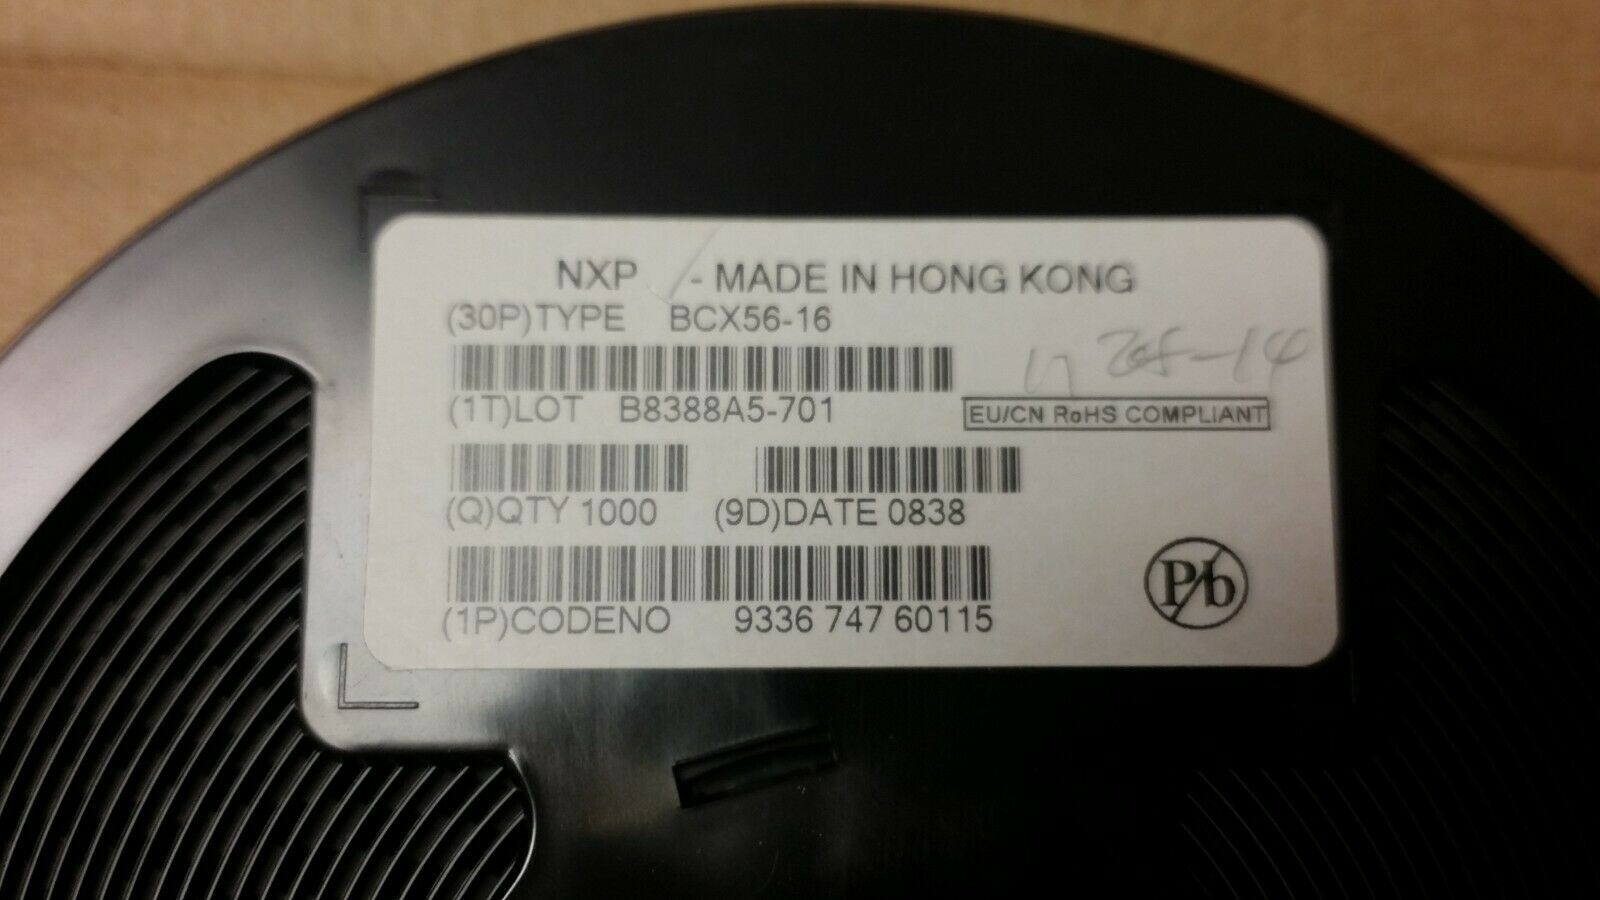 NXP - MADE IN HONG KONG
(30P)TYPE BCX56-16
(1T)LOT B8388A5-701
EU/CN RoHS COMPLIANT
(Q)QTY 1000 (9D)DATE 0838
Pb
(1P)CODENO 9336 747 60115